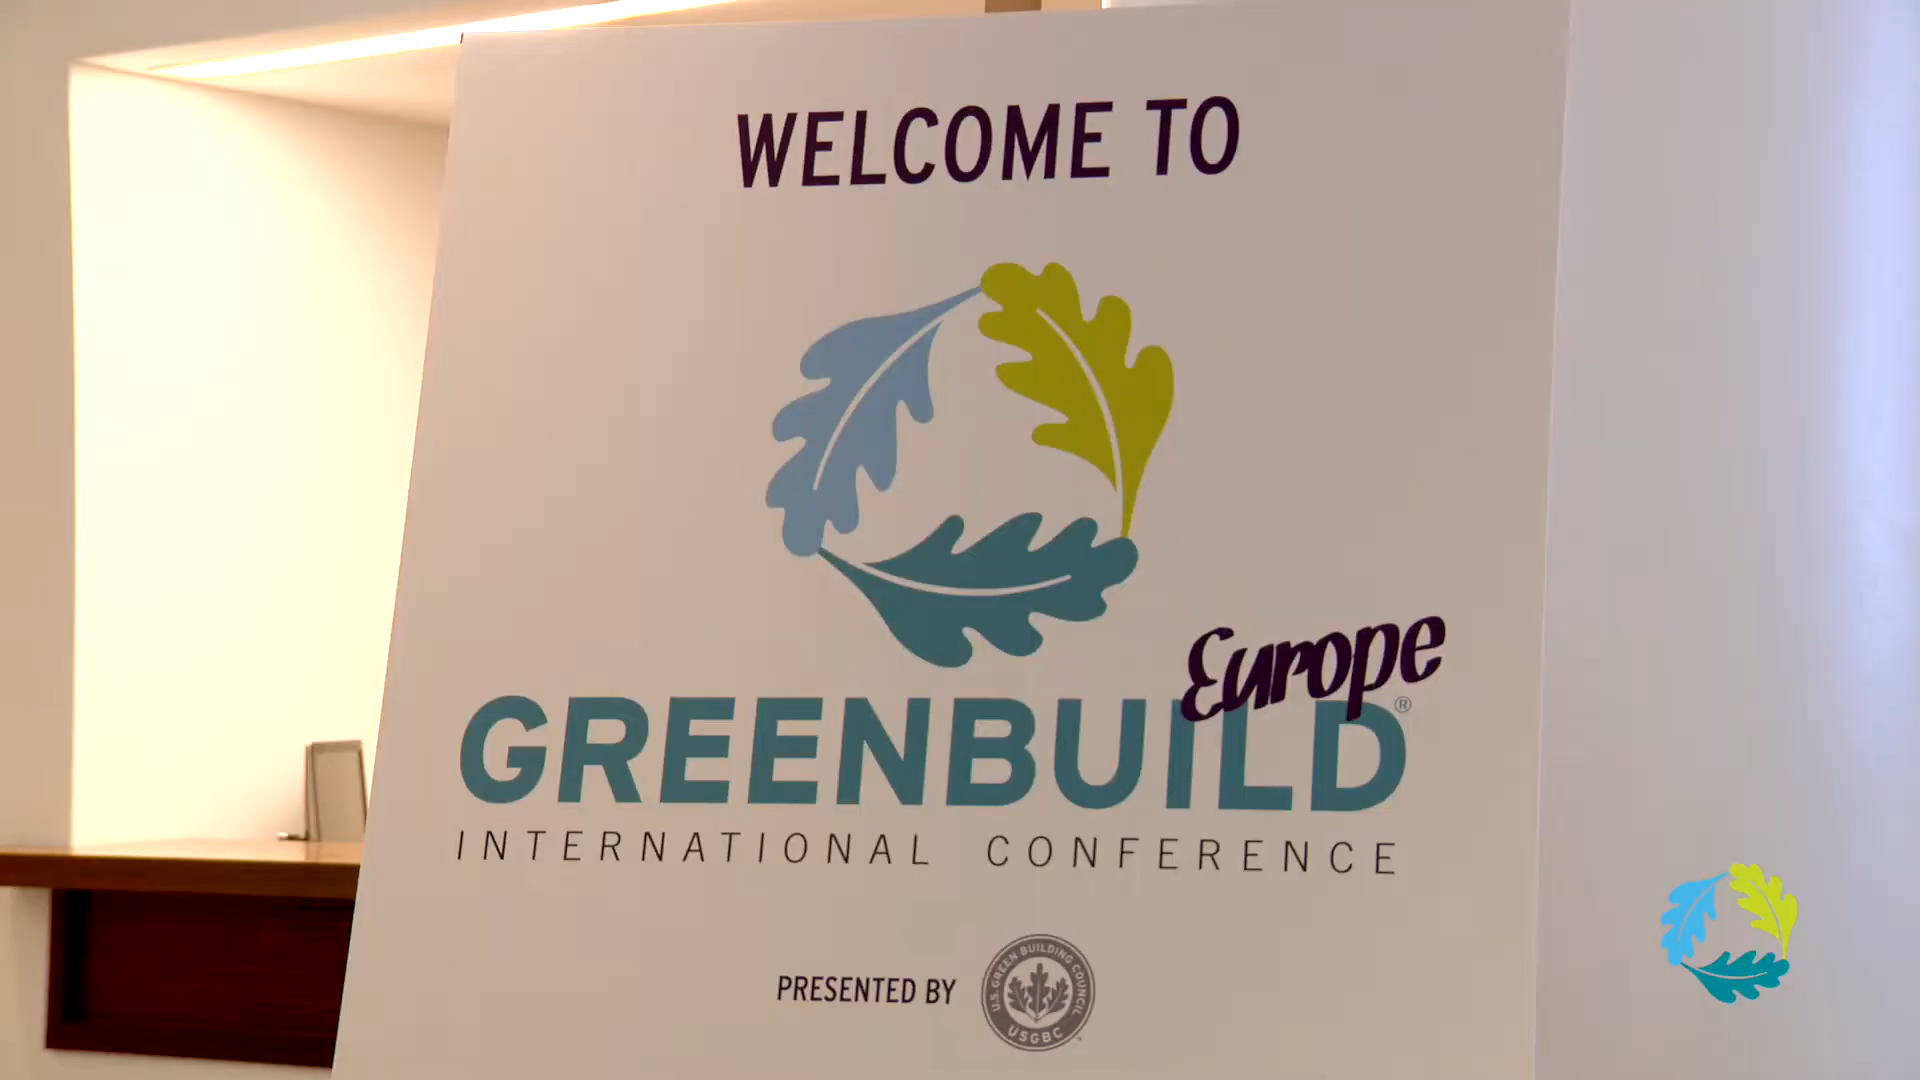 WELCOME TO
Europe
GREENBUILD®
INTERNATIONAL CONFERENCE
PRESENTED BY
U.S. GREEN BUILDING COUNCIL
USGBC